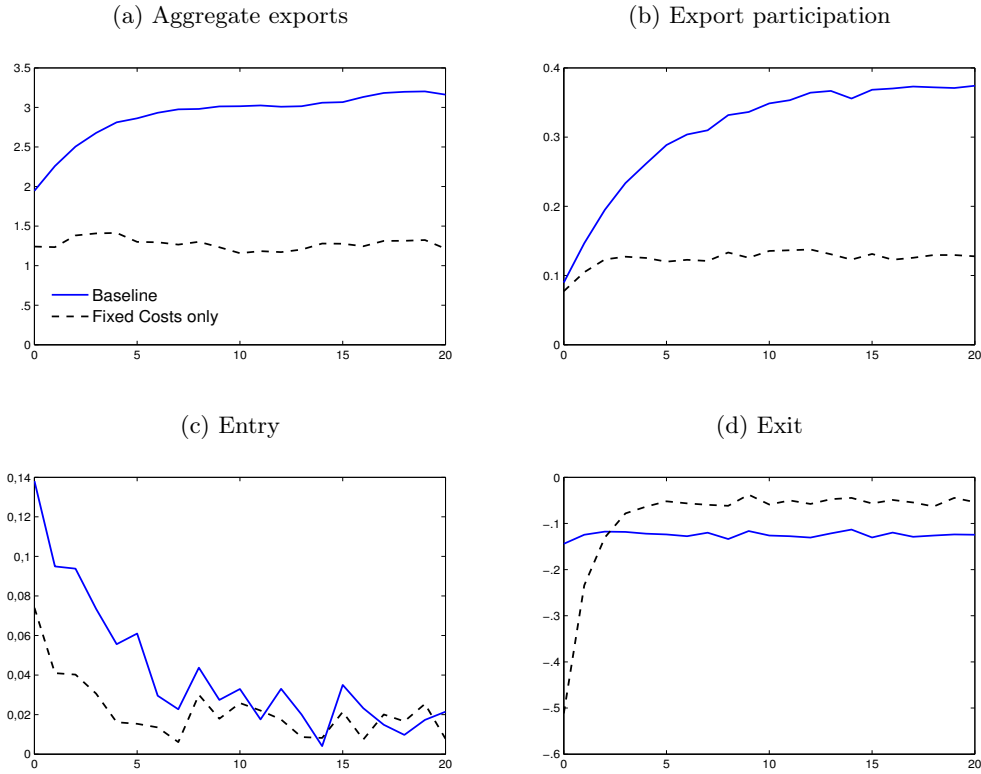 (a) Aggregate exports
(b) Export participation
3.5
3
2.5
2
1.5
1
.5
0
0 5 10 15 20
Baseline
Fixed Costs only
0.4
0.3
0.2
0.1
0
0 5 10 15 20
(c) Entry
(d) Exit
0,14
0,12
0,1
0,08
0,06
0,04
0,02
0
0 5 10 15 20
0
-.1
-.2
-.3
-.4
-.5
-.6
0 5 10 15 20